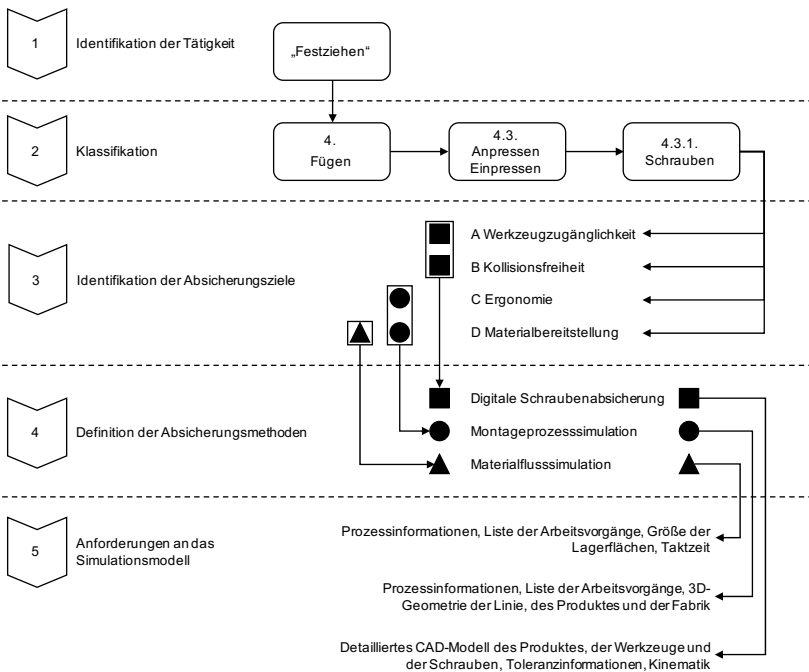 1
Identifikation der Tätigkeit
„Festziehen“
2
Klassifikation
4.
Fügen
4.3.
Anpressen
Einpressen
4.3.1.
Schrauben
3
Identifikation der Absicherungsziele
A Werkzeugzugänglichkeit
B Kollisionsfreiheit
C Ergonomie
D Materialbereitstellung
4
Definition der Absicherungsmethoden
Digitale Schraubenabsicherung
Montageprozesssimulation
Materialflusssimulation
5
Anforderungen an das
Simulationsmodell
Prozessinformationen, Liste der Arbeitsvorgänge, Größe der
Lagerflächen, Taktzeit
Prozessinformationen, Liste der Arbeitsvorgänge, 3D-
Geometrie der Linie, des Produktes und der Fabrik
Detailliertes CAD-Modell des Produktes, der Werkzeuge und
der Schrauben, Toleranzinformationen, Kinematik